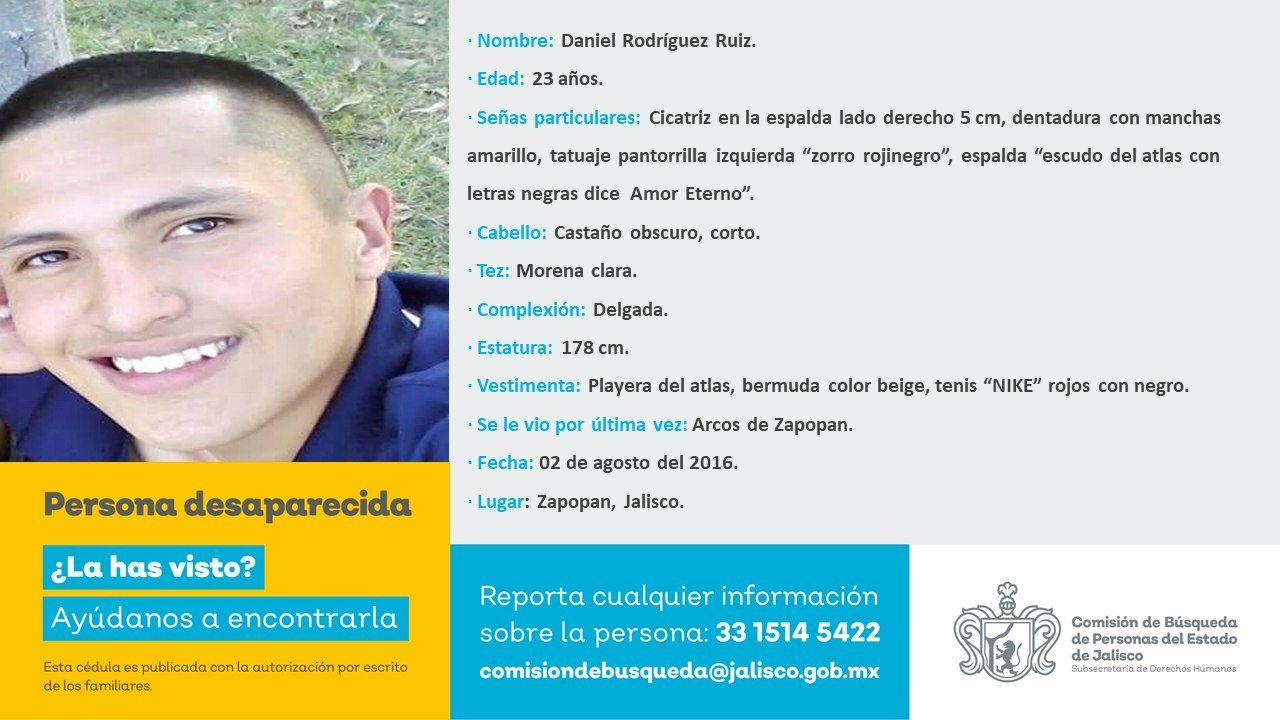 · Nombre: Daniel Rodríguez Ruiz.
· Edad: 23 años.
· Señas particulares: Cicatriz en la espalda lado derecho 5 cm, dentadura con manchas
amarillo, tatuaje pantorrilla izquierda “zorro rojinegro”, espalda “escudo del atlas con
letras negras dice Amor Eterno”.
· Cabello: Castaño obscuro, corto.
· Tez: Morena clara.
· Complexión: Delgada.
· Estatura: 178 cm.
· Vestimenta: Playera del atlas, bermuda color beige, tenis “NIKE” rojos con negro.
· Se le vio por última vez: Arcos de Zapopan.
· Fecha: 02 de agosto del 2016.
· Lugar: Zapopan, Jalisco.
Persona desaparecida
¿La has visto?
Ayúdanos a encontrarla
Esta cédula es publicada con la autorización por escrito
de los familiares.
Reporta cualquier información
sobre la persona: 33 1514 5422
comisiondebusqueda@jalisco.gob.mx
Comisión de Búsqueda
de Personas del Estado
de Jalisco
Subsecretaría de Derechos Humanos